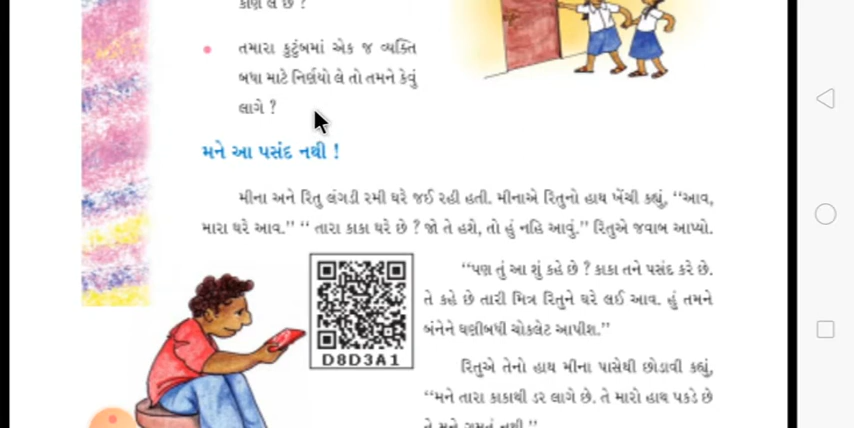 તમારા કુટુંબમાં એક જ વ્યક્તિ
બધા માટે નિર્ણયો લે તો તમને કેવું
લાગે ?
મને આ પસંદ નથી !
મીના અને રિતુ લંગડી રમી ઘરે જઈ રહી હતી. મીનાએ રિતુનો હાથ ખેંચી કહ્યું, “આવ,
મારા ઘરે આવ.” “ તારા કાકા ઘરે છે ? જો તે હશે, તો હું નહિ આવું.” રિતુએ જવાબ આપ્યો.
“પણ તું આ શું કહે છે ? કાકા તને પસંદ કરે છે.
તે કહે છે તારી મિત્ર રિતુને ઘરે લઈ આવ. હું તમને
બંનેને ઘણીબધી ચોકલેટ આપીશ.”
D8D3A1
રિતુએ તેનો હાથ મીના પાસેથી છોડાવી કહ્યું,
“મને તારા કાકાથી ડર લાગે છે. તે મારો હાથ પકડે છે